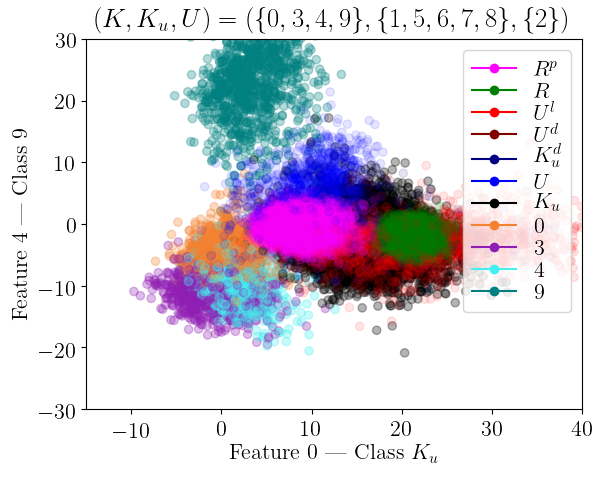 (K, K_u, U) = ({0, 3, 4, 9}, {1, 5, 6, 7, 8}, {2})
30
20
10
0
−10
−20
−30
Feature 4 — Class 9
−10
0
10
20
30
40
Feature 0 — Class K_u
R^p
R
U^l
U^d
K_u^d
U
K_u
0
3
4
9